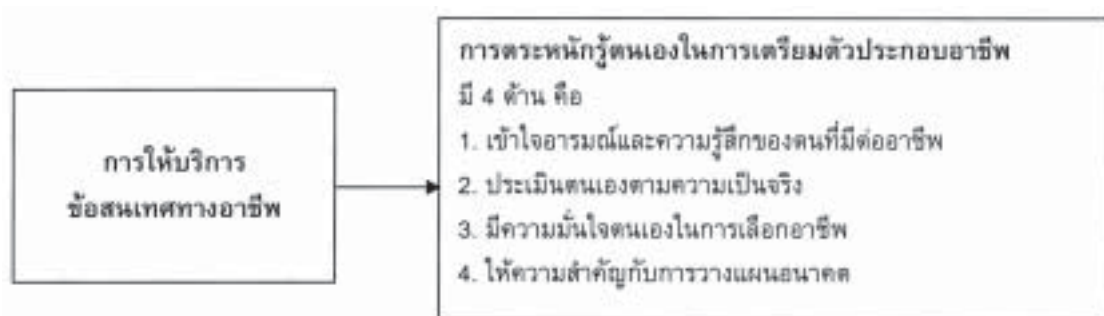 การให้บริการ
ข้อสนเทศทางอาชีพ
การตระหนักรู้ตนเองในการเตรียมตัวประกอบอาชีพ
มี 4 ด้าน คือ
1. เข้าใจอารมณ์และความรู้สึกของตนที่มีต่ออาชีพ
2. ประเมินตนเองตามความเป็นจริง
3. มีความมั่นใจตนเองในการเลือกอาชีพ
4. ให้ความสำคัญกับการวางแผนอนาคต